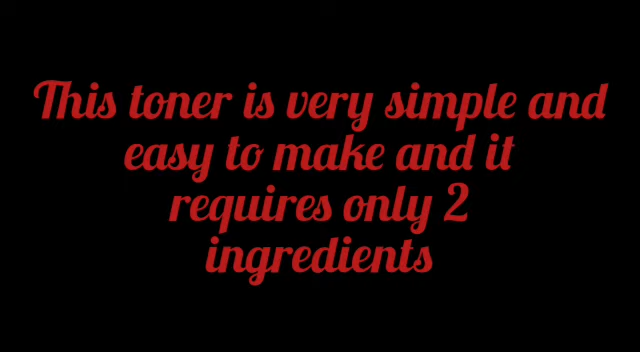 This toner is very simple and
easy to make and it
requires only 2
ingredients